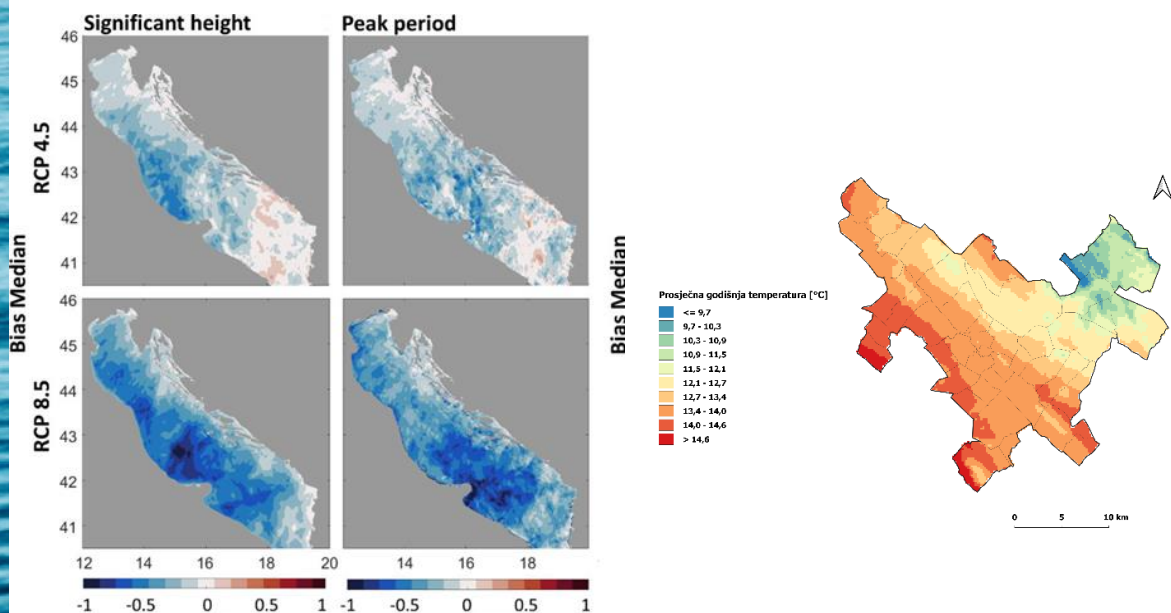 Significant height
Peak period
Bias Median
RCP 4.5
RCP 8.5
46
45
44
43
42
41
46
45
44
43
42
41
12
14
16
18
20
14
16
18
-1
-0.5
0
0.5
1
-1
-0.5
0
0.5
1
Bias Median
Prosječna godišnja temperatura [°C]
<= 9,7
9,7 - 10,3
10,3 - 10,9
10,9 - 11,5
11,5 - 12,1
12,1 - 12,7
12,7 - 13,4
13,4 - 14,0
14,0 - 14,6
> 14,6
0 5 10 km